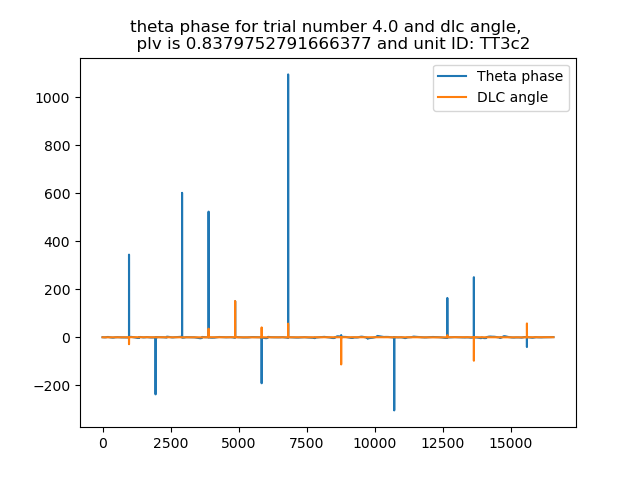 theta phase for trial number 4.0 and dlc angle,
plv is 0.8379752791666377 and unit ID: TT3c2
Theta phase
DLC angle
1000
800
600
400
200
0
−200
0 2500 5000 7500 10000 12500 15000